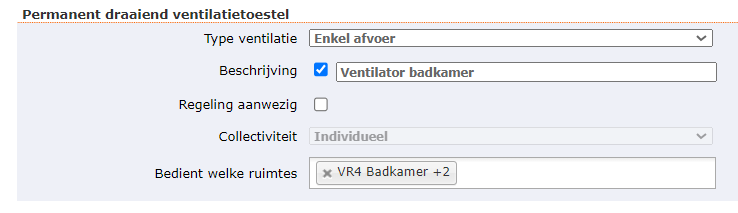 Permanent draaiend ventilatietoestel
Type ventilatie Enkel afvoer
Beschrijving Ventilator badkamer
Regeling aanwezig
Collectiviteit Individueel
Bedient welke ruimtes × VR4 Badkamer +2